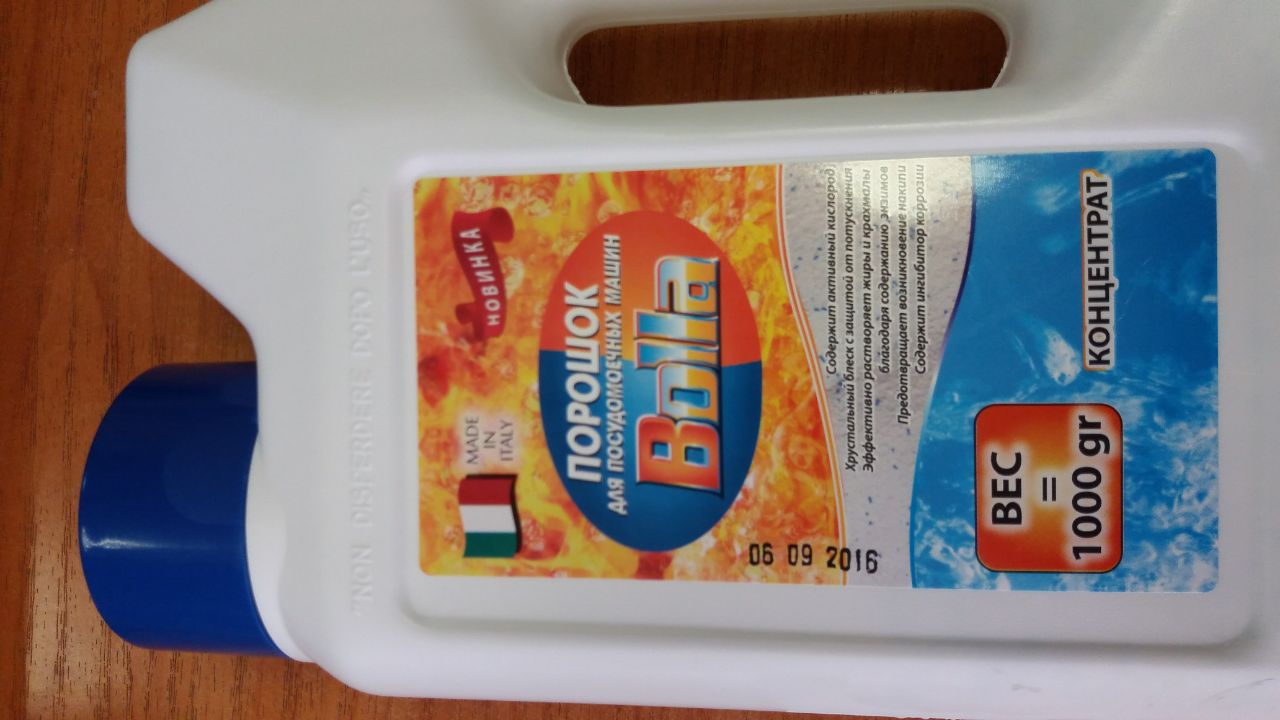 "NON DISPERDERE DOPO L'USO"
MADE
IN
ITALY
НОВИНКА
ПОРОШОК
ДЛЯ ПОСУДОМОЕЧНЫХ МАШИН
Bolla
06 09 2016
Содержит активный кислород
Хрустальный блеск с защитой от потускнения
Эффективно растворяет жиры и крахмалы
благодаря содержанию энзимов
Предотвращает возникновение накипи
Содержит ингибитор коррозии
ВЕС
=
1000 gr
КОНЦЕНТРАТ